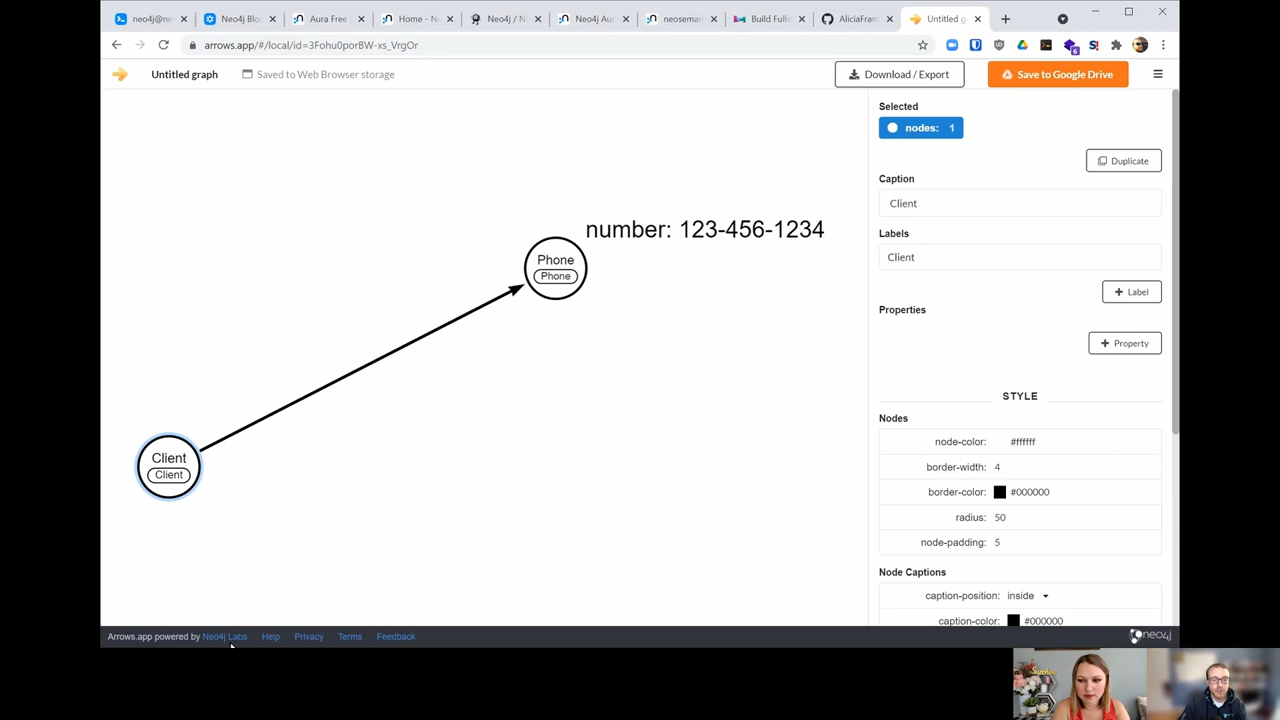 neo4j@ne
Neo4j Bloo
Aura Free
Home - N
Neo4j / N
Neo4j Au
neoseman
Build Fulls
AliciaFram
Untitled g
arrows.app/#/local/id=3Fohu0porBW-xs_VrgOr
Untitled graph
Saved to Web Browser storage
Download / Export
Save to Google Drive
Selected
nodes: 1
Duplicate
Caption
Client
Labels
Client
Label
Properties
Property
STYLE
Nodes
node-color: #ffffff
border-width: 4
border-color: #000000
radius: 50
node-padding: 5
Node Captions
caption-position: inside
caption-color: #000000
number: 123-456-1234
Phone
Phone
Client
Client
Arrows.app powered by Neo4j Labs Help Privacy Terms Feedback
neo4j